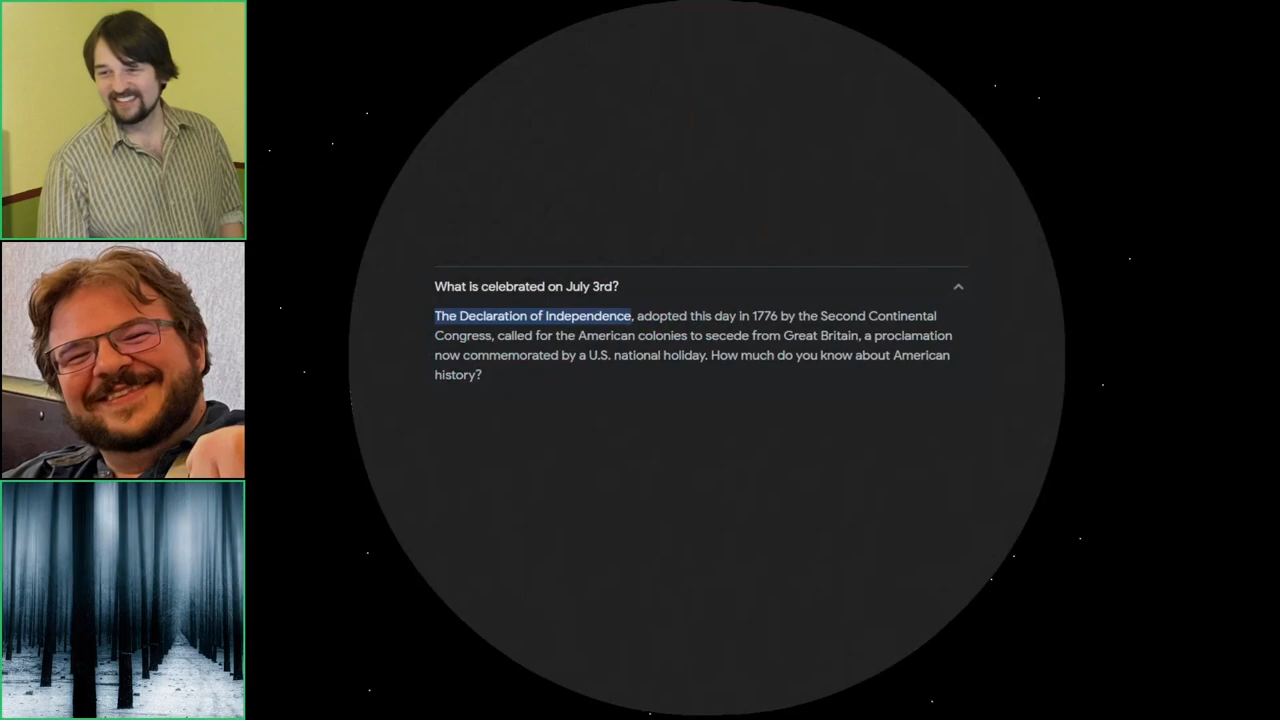 What is celebrated on July 3rd?
The Declaration of Independence, adopted this day in 1776 by the Second Continental
Congress, called for the American colonies to secede from Great Britain, a proclamation
now commemorated by a U.S. national holiday. How much do you know about American
history?